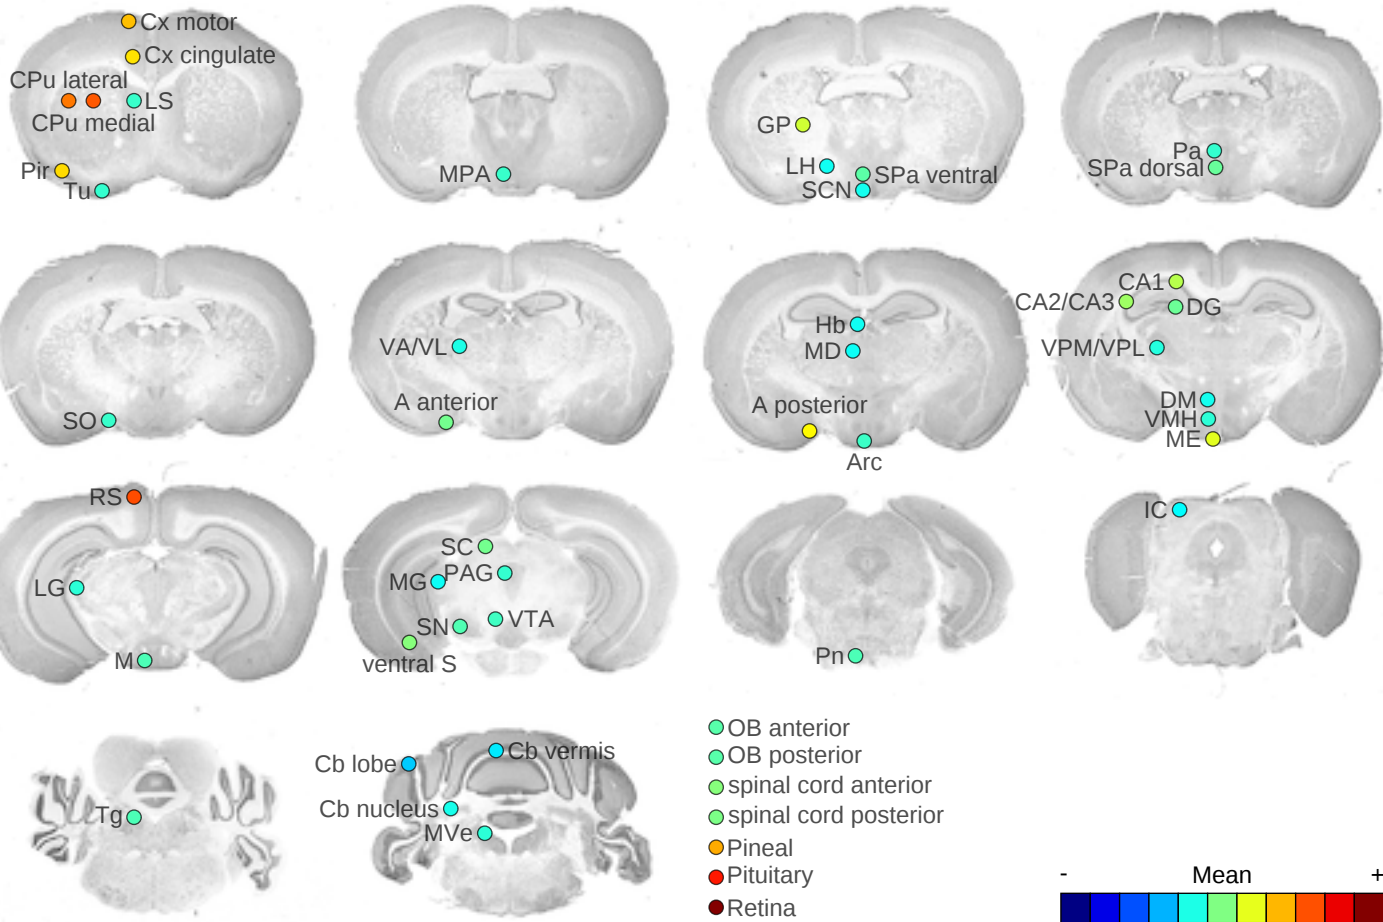 Cx motor
Cx cingulate
CPu lateral
LS
CPu medial
Pir
Tu
MPA
GP
LH
SPa ventral
SCN
Pa
SPa dorsal
SO
VA/VL
A anterior
Hb
MD
A posterior
Arc
CA1
CA2/CA3
DG
VPM/VPL
DM
VMH
ME
RS
LG
M
SC
PAG
MG
VTA
SN
ventral S
Pn
IC
Tg
Cb vermis
Cb lobe
Cb nucleus
MVe
OB anterior
OB posterior
spinal cord anterior
spinal cord posterior
Pineal
Pituitary
Retina
- Mean +